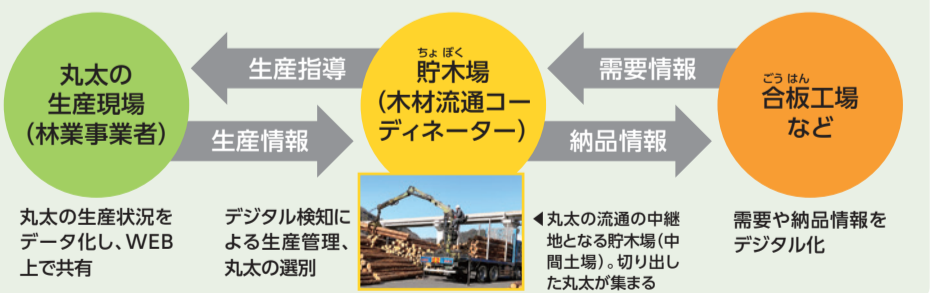 丸太の
生産現場
(林業事業者)
生産指導
生産情報
ちょ ぼく
貯木場
(木材流通コー
ディネーター)
需要情報
納品情報
ごう はん
合板工場
など
丸太の生産状況を
データ化し、WEB
上で共有
デジタル検知に
よる生産管理、
丸太の選別
◀丸太の流通の中継
地となる貯木場(中
間土場)。切り出し
た丸太が集まる
需要や納品情報を
デジタル化